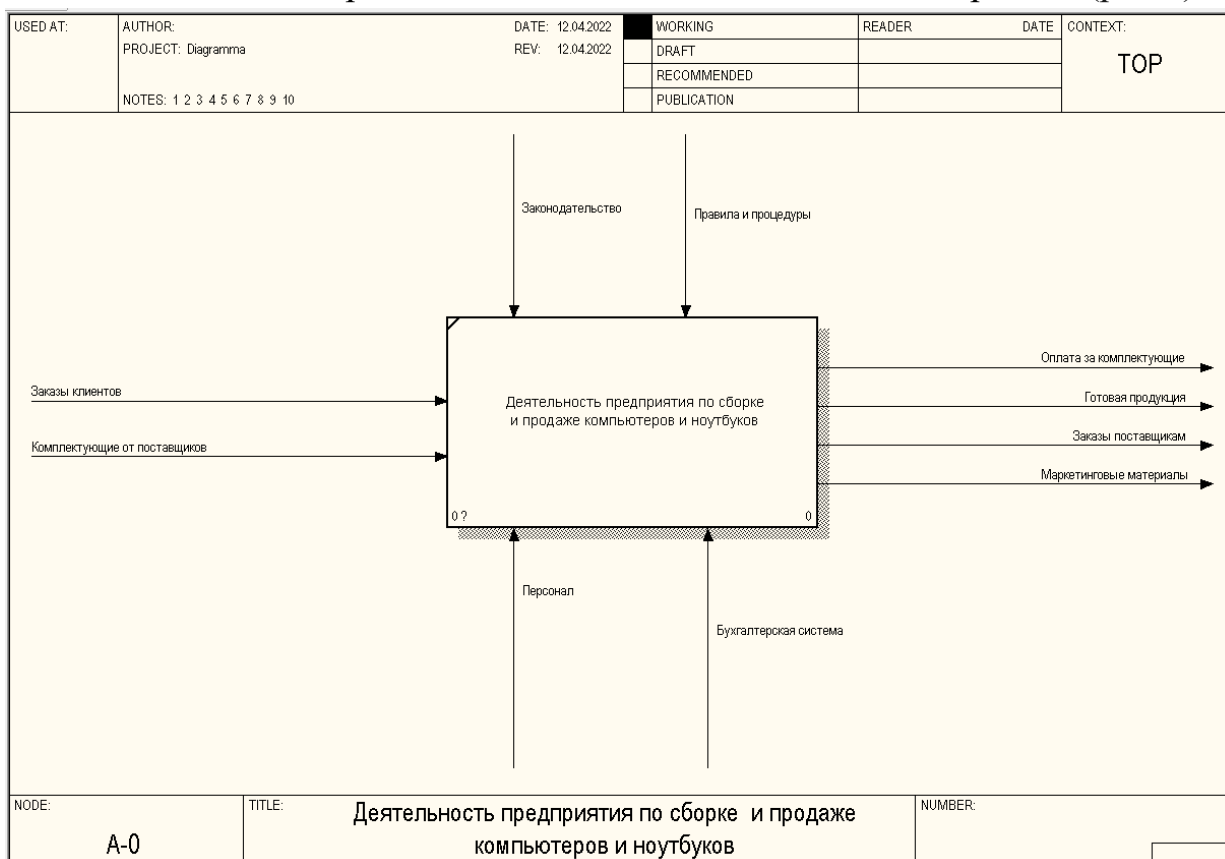 USED AT:
AUTHOR:
DATE: 12.04.2022
WORKING
READER
DATE
CONTEXT:
PROJECT: Diagramma
REV: 12.04.2022
DRAFT
TOP
RECOMMENDED
NOTES: 1 2 3 4 5 6 7 8 9 10
PUBLICATION
Законодательство
Правила и процедуры
Оплата за комплектующие
Заказы клиентов
Готовая продукция
Деятельность предприятия по сборке
и продаже компьютеров и ноутбуков
Заказы поставщикам
Комплектующие от поставщиков
Маркетинговые материалы
0 ?
0
Персонал
Бухгалтерская система
NODE:
A-0
TITLE:
Деятельность предприятия по сборке и продаже
компьютеров и ноутбуков
NUMBER: